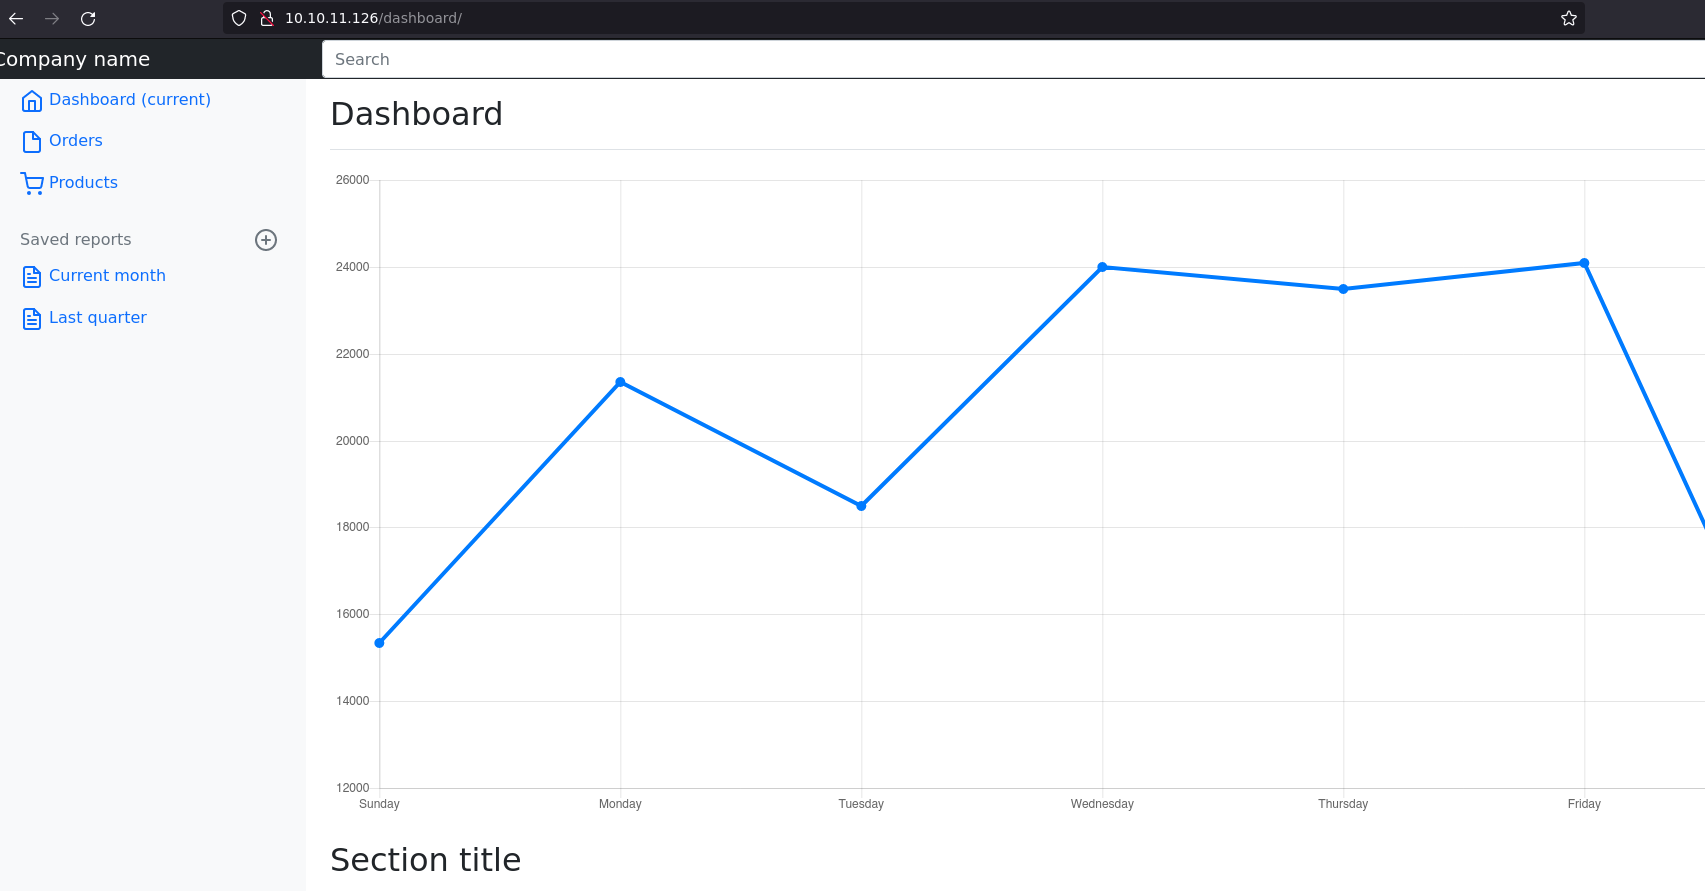 10.10.11.126/dashboard/
Company name
Search
Dashboard (current)
Orders
Products
Saved reports
Current month
Last quarter
Dashboard
26000
24000
22000
20000
18000
16000
14000
12000
Sunday Monday Tuesday Wednesday Thursday Friday
Section title